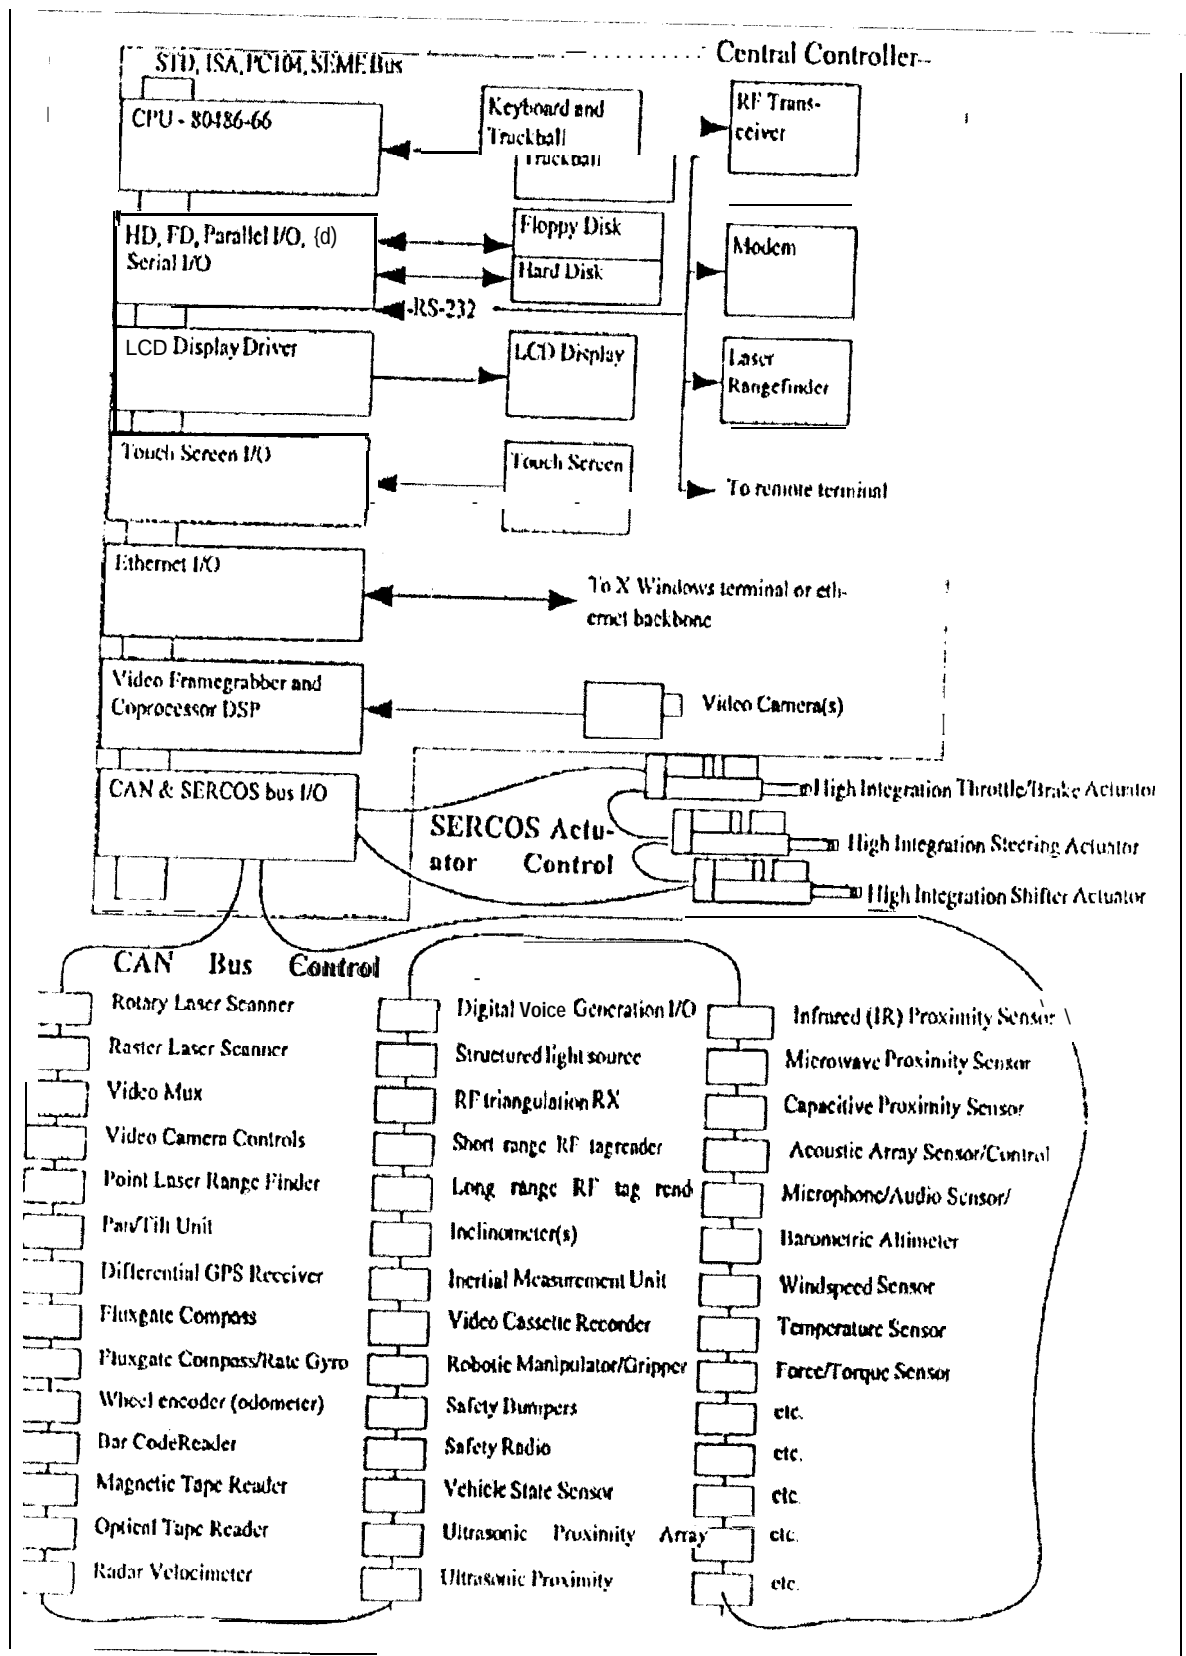 Central Controller--
STD, ISA, PC104, SEME Bus
CPU - 80486-66
Keyboard and
Truckball
Truckball
RF Trans-
ceiver
HD, FD, Parallel I/O, {d)
Serial I/O
Floppy Disk
Hard Disk
Modem
-RS-232
LCD Display Driver
LCD Display
Laser
Rangefinder
Touch Screen I/O
Touch Screen
To remote terminal
Ethernet I/O
To X Windows terminal or eth-
ernet backbone
Video Framegrabber and
Coprocessor DSP
Video Camera(s)
CAN & SERCOS bus I/O
High Integration Throttle/Brake Actuator
SERCOS Actu-
ator Control
High Integration Steering Actuator
High Integration Shifter Actuator
CAN Bus Control
Rotary Laser Scanner
Raster Laser Scanner
Video Mux
Video Camera Controls
Point Laser Range Finder
Pan/Tilt Unit
Differential GPS Receiver
Fluxgate Compass
Fluxgate Compass/Rate Gyro
Wheel encoder (odometer)
Bar CodeReader
Magnetic Tape Reader
Optical Tape Reader
Radar Velocimeter
Digital Voice Generation I/O
Structured light source
RF triangulation RX
Short range RF tagreader
Long range RF tag read
Inclinometer(s)
Inertial Measurement Unit
Video Cassette Recorder
Robotic Manipulator/Gripper
Safety Bumpers
Safety Radio
Vehicle State Sensor
Ultrasonic Proximity Array
Ultrasonic Proximity
Infrared (IR) Proximity Sensor
Microwave Proximity Sensor
Capacitive Proximity Sensor
Acoustic Array Sensor/Control
Microphone/Audio Sensor/
Barometric Altimeter
Windspeed Sensor
Temperature Sensor
Force/Torque Sensor
etc.
etc.
etc.
etc.
etc.